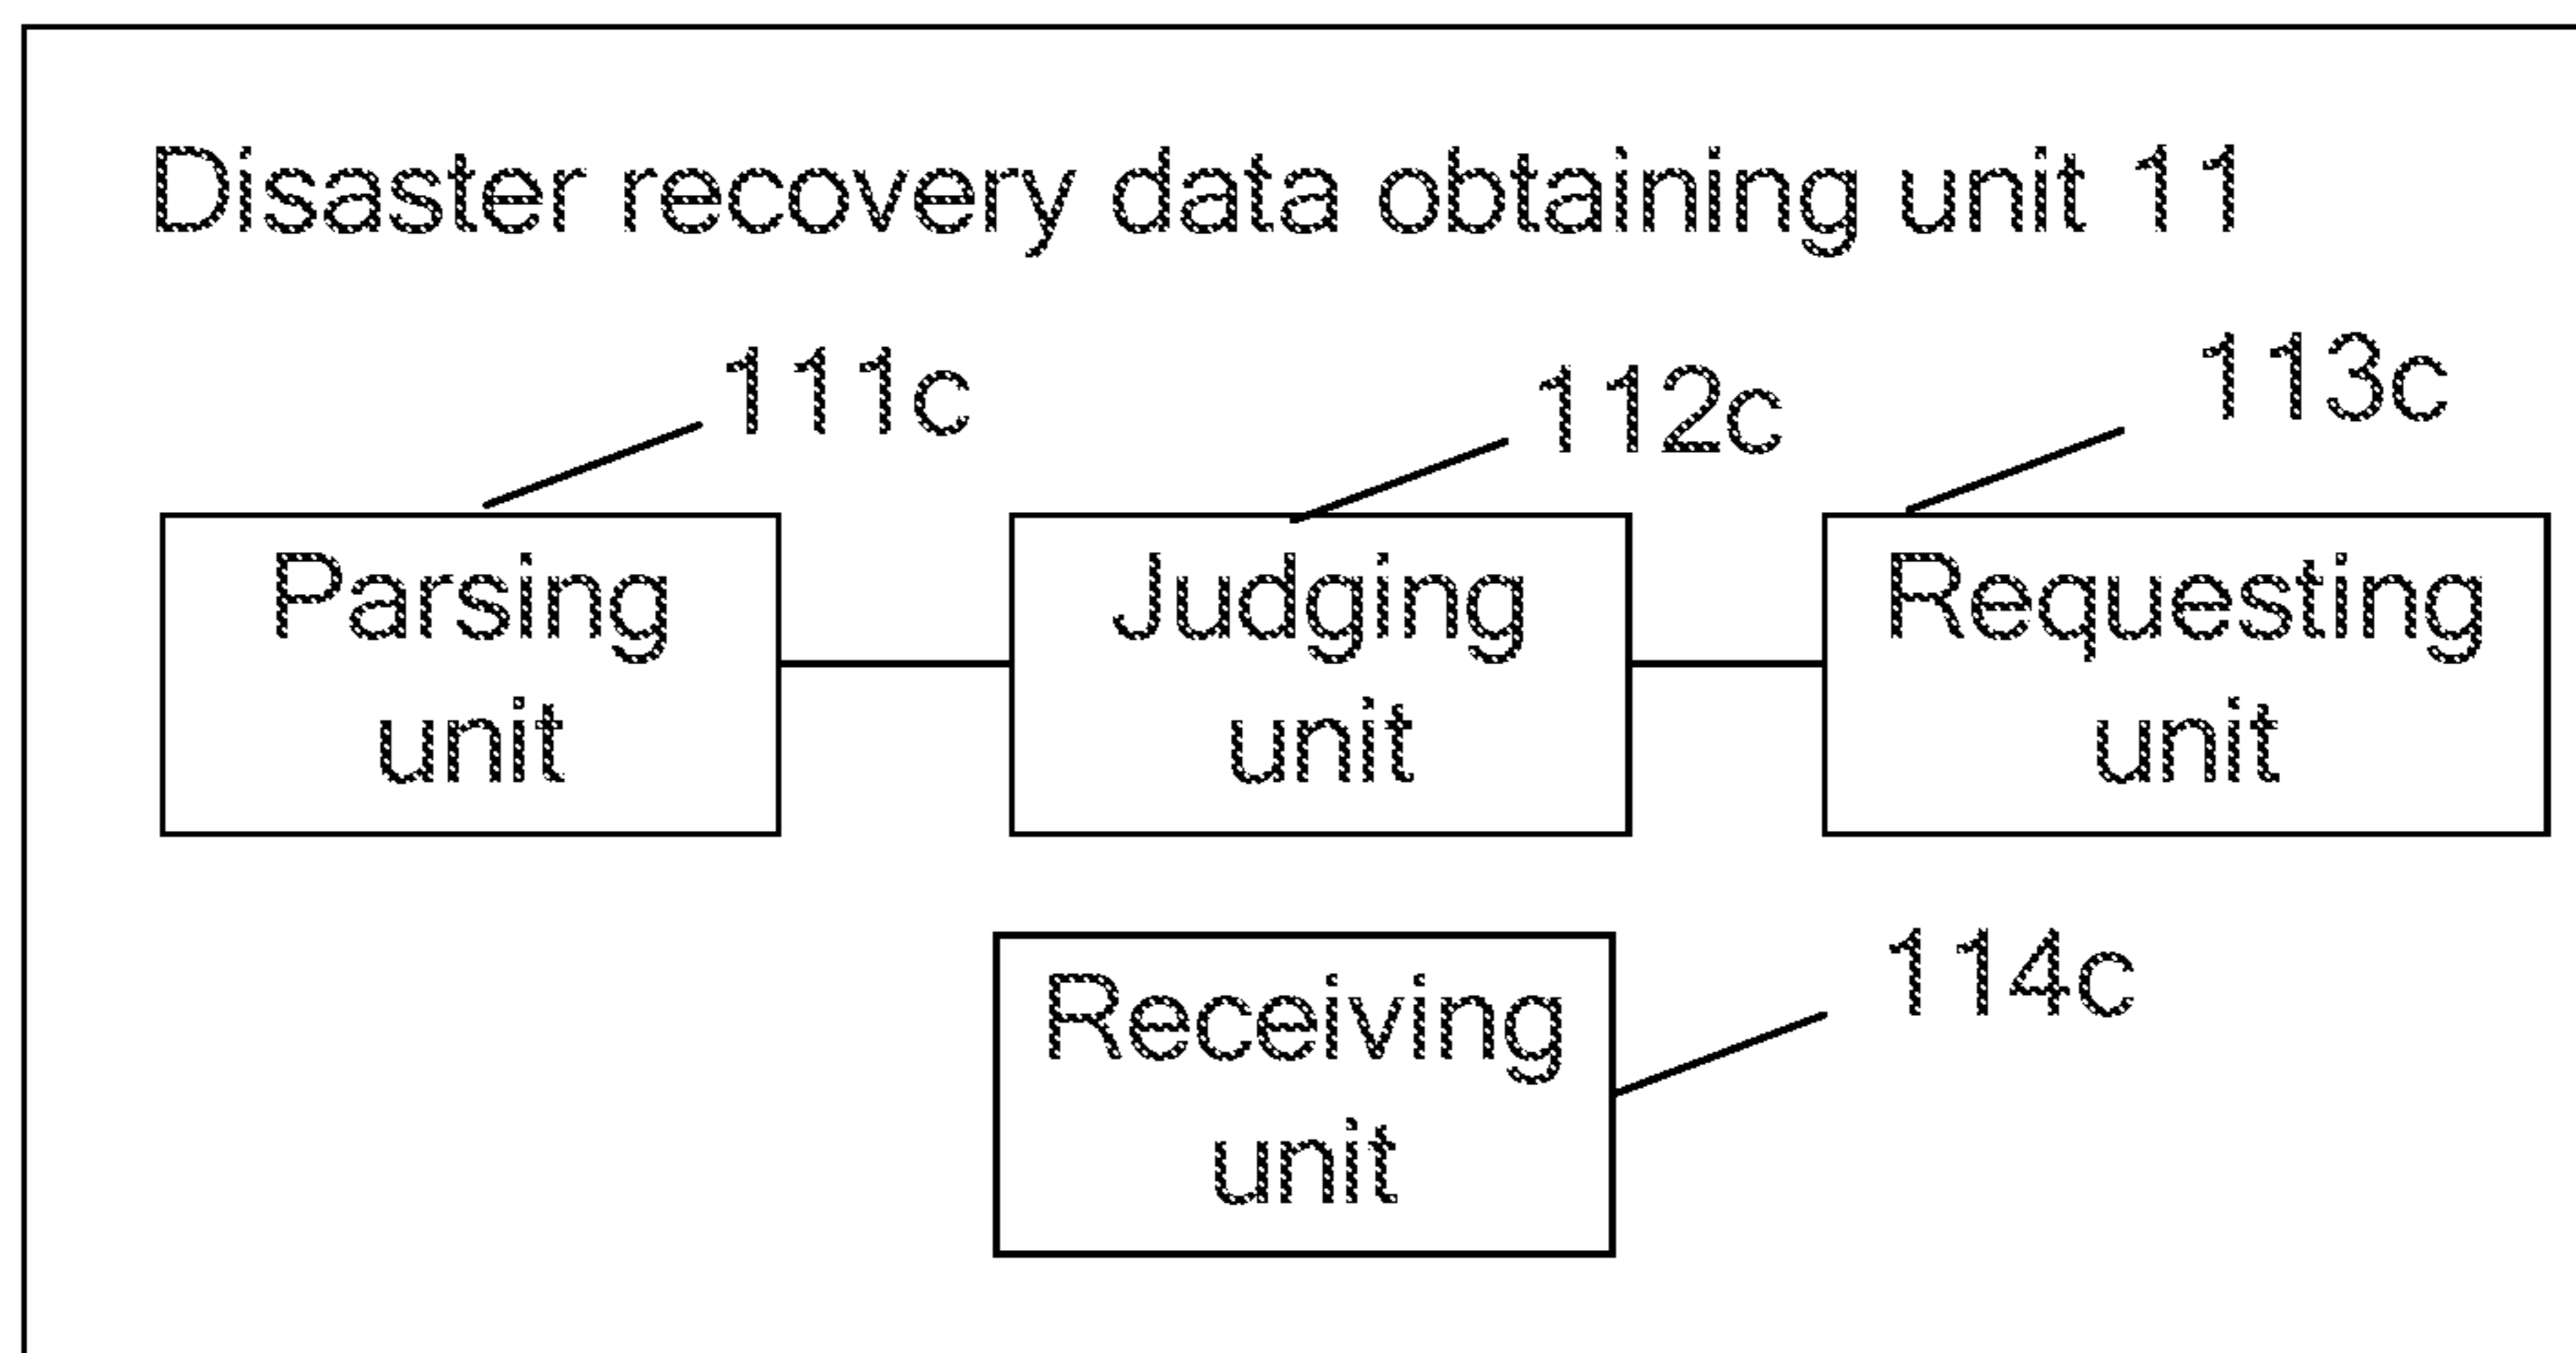 Disaster recovery data obtaining unit 11
111c
112c
113c
Parsing
unit
Judging
unit
Requesting
unit
114c
Receiving
unit